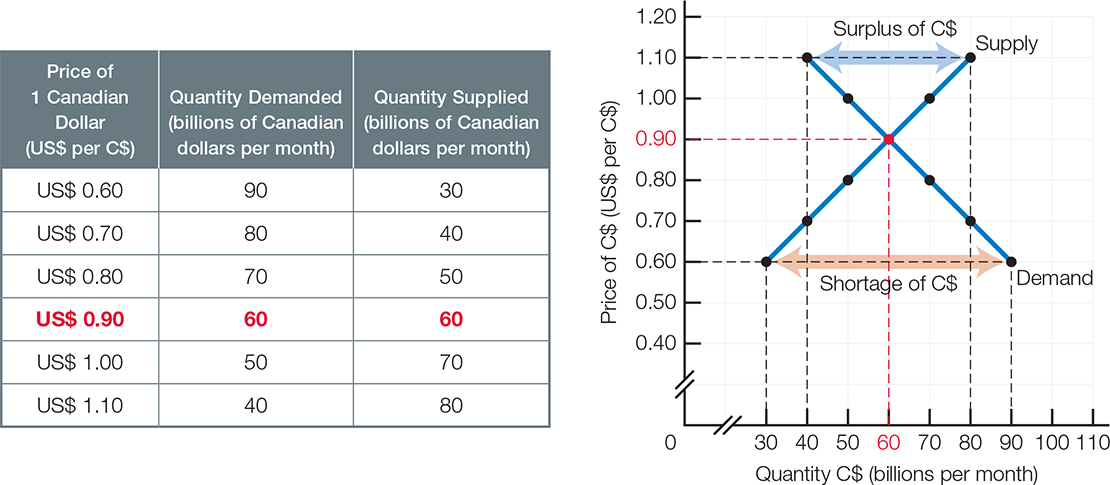 Price of
1 Canadian
Dollar
(US$ per C$)
Quantity Demanded
(billions of Canadian
dollars per month)
Quantity Supplied
(billions of Canadian
dollars per month)
US$ 0.60 90 30
US$ 0.70 80 40
US$ 0.80 70 50
US$ 0.90 60 60
US$ 1.00 50 70
US$ 1.10 40 80
Price of C$ (US$ per C$)
1.20
1.10
1.00
0.90
0.80
0.70
0.60
0.50
0.40
Surplus of C$
Supply
Shortage of C$
Demand
0 30 40 50 60 70 80 90 100 110
Quantity C$ (billions per month)